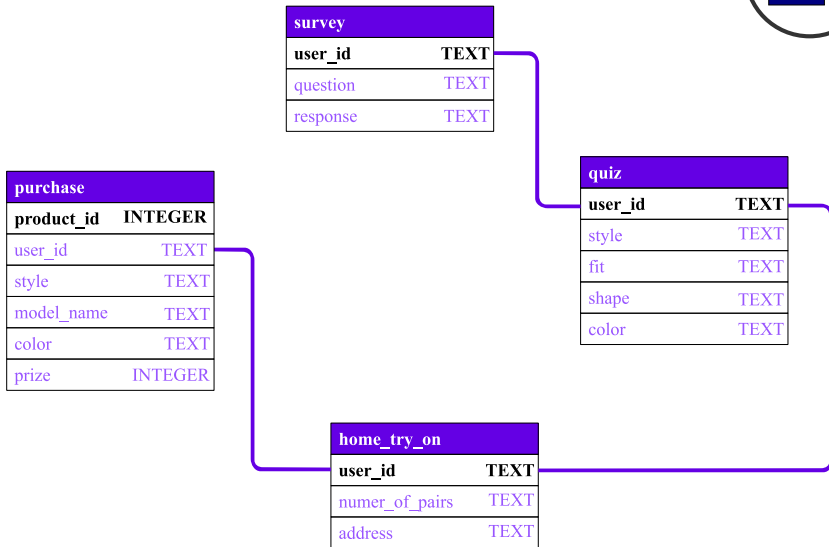 survey
user_id TEXT
question TEXT
response TEXT
purchase
product_id INTEGER
user_id TEXT
style TEXT
model_name TEXT
color TEXT
prize INTEGER
quiz
user_id TEXT
style TEXT
fit TEXT
shape TEXT
color TEXT
home_try_on
user_id TEXT
numer_of_pairs TEXT
address TEXT